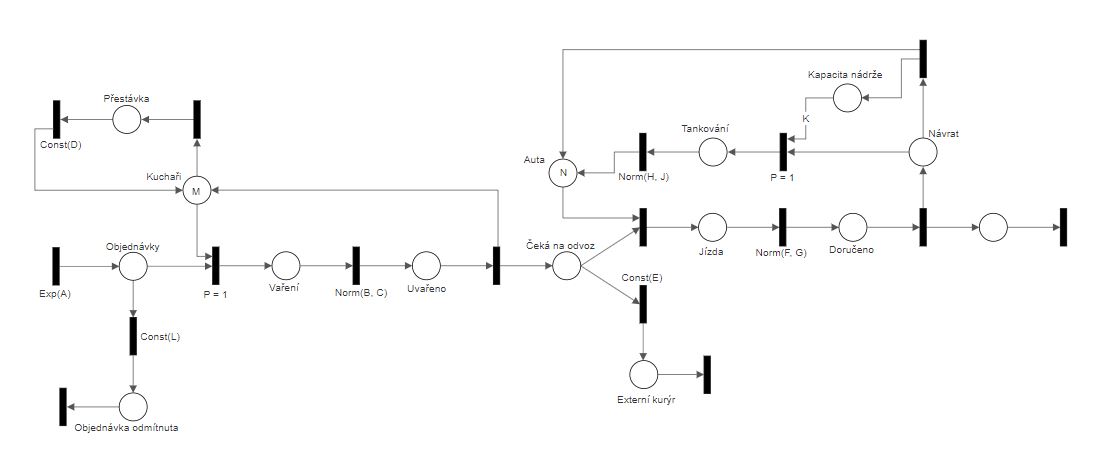 Kapacita nádrže
Přestávka
K
Tankování
Návrat
Const(D)
Auta
N
Norm(H, J)
P = 1
Kuchaři
M
Objednávky
Čeká na odvoz
Jízda
Norm(F, G)
Doručeno
Const(E)
Exp(A)
P = 1
Vaření
Norm(B, C)
Uvařeno
Const(L)
Externí kurýr
Objednávka odmítnuta